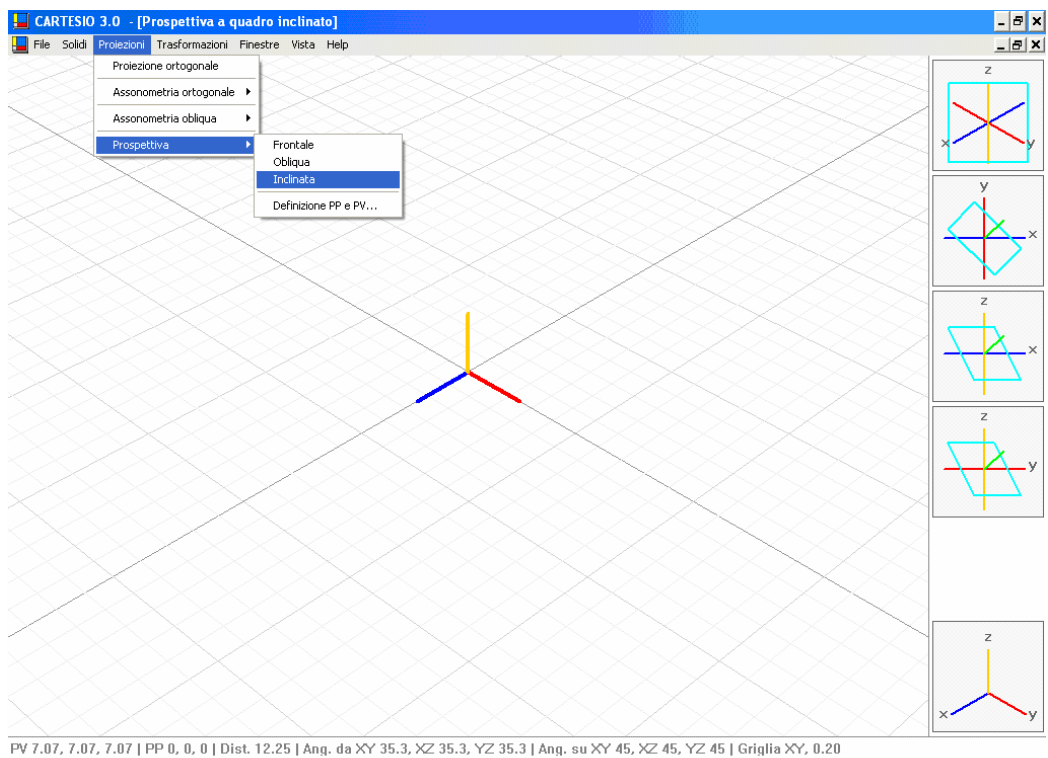 CARTESIO 3.0 - [Prospettiva a quadro inclinato]
File Solidi Proiezioni Trasformazioni Finestre Vista Help
Proiezione ortogonale
Assonometria ortogonale
Assonometria obliqua
Prospettiva
Frontale
Obliqua
Inclinata
Definizione PP e PV...
z
x y
y
x
z
x
z
y
z
x y
PV 7.07, 7.07, 7.07 | PP 0, 0, 0 | Dist. 12.25 | Ang. da XY 35.3, XZ 35.3, YZ 35.3 | Ang. su XY 45, XZ 45, YZ 45 | Griglia XY, 0.20